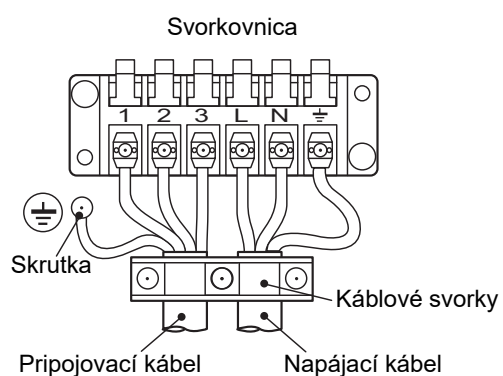 Svorkovnica
1 2 3 L N
Skrutka
Káblové svorky
Pripojovací kábel
Napájací kábel